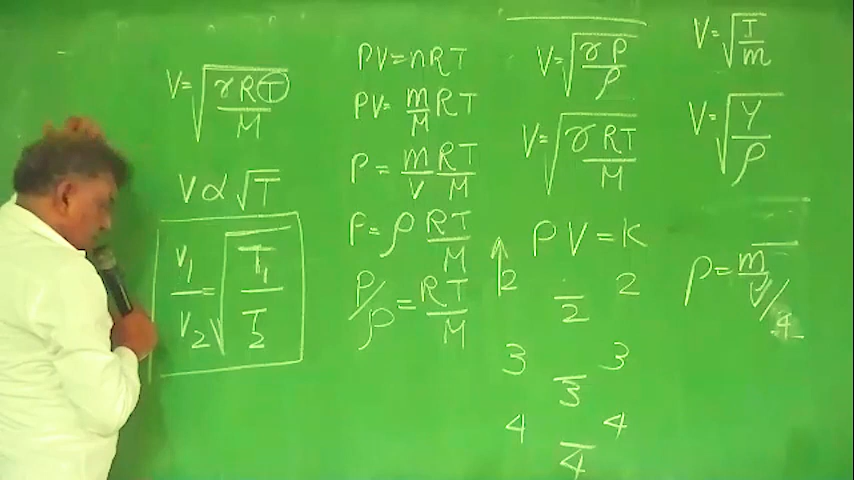 V=√(γRT/M)
V∝√T
V₁/V₂=√(T₁/T₂)
PV=nRT
PV=m/M RT
P=m/V RT/M
P=ρ RT/M
P/ρ=RT/M
V=√(γP/ρ)
V=√(γRT/M)
PV=K
↑2 /2 2
3 /3 3
4 /4 4
V=√(T/m)
V=√(Y/ρ)
ρ=m/V/4